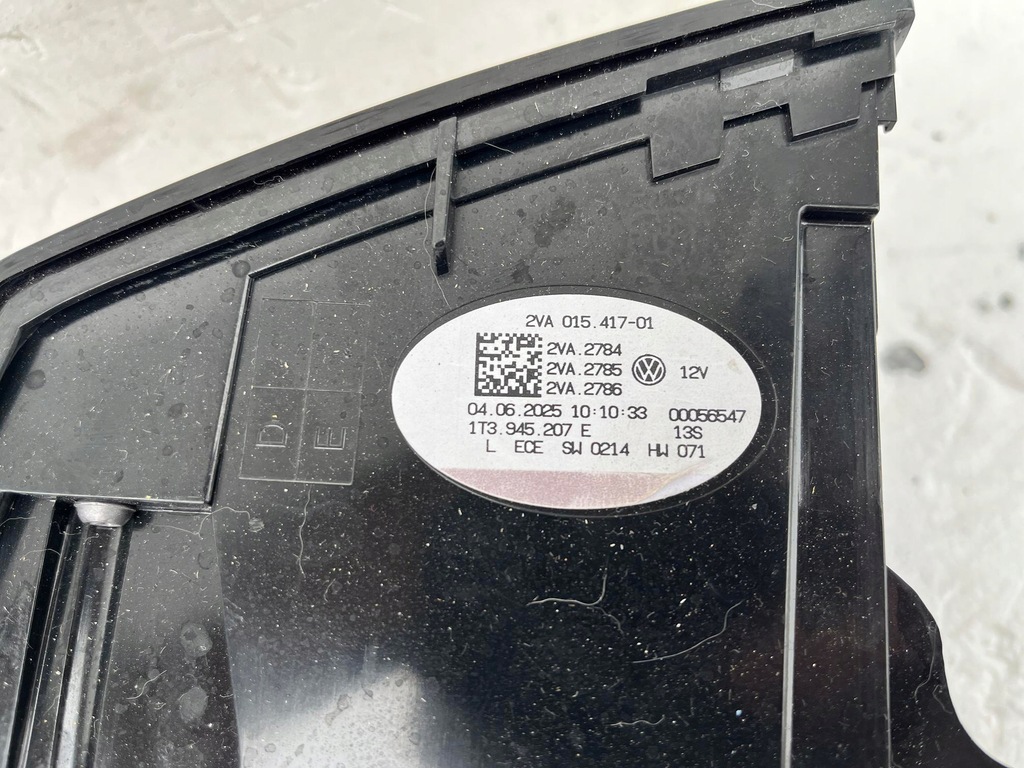 2VA 015.417-01
2VA.2784
2VA.2785 12V
2VA.2786
04.06.2025 10:10:33 00056547
1T3.945.207 E 13S
L ECE SW 0214 HW 071
D
E